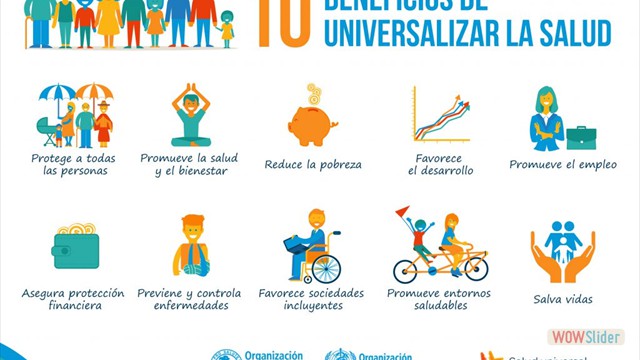 10 BENEFICIOS DE
UNIVERSALIZAR LA SALUD
Protege a todas
las personas
Promueve la salud
y el bienestar
Reduce la pobreza
Favorece
el desarrollo
Promueve el empleo
Asegura protección
financiera
Previene y controla
enfermedades
Favorece sociedades
incluyentes
Promueve entornos
saludables
Salva vidas
Organización
Organización
Salud universal
WOWSlider